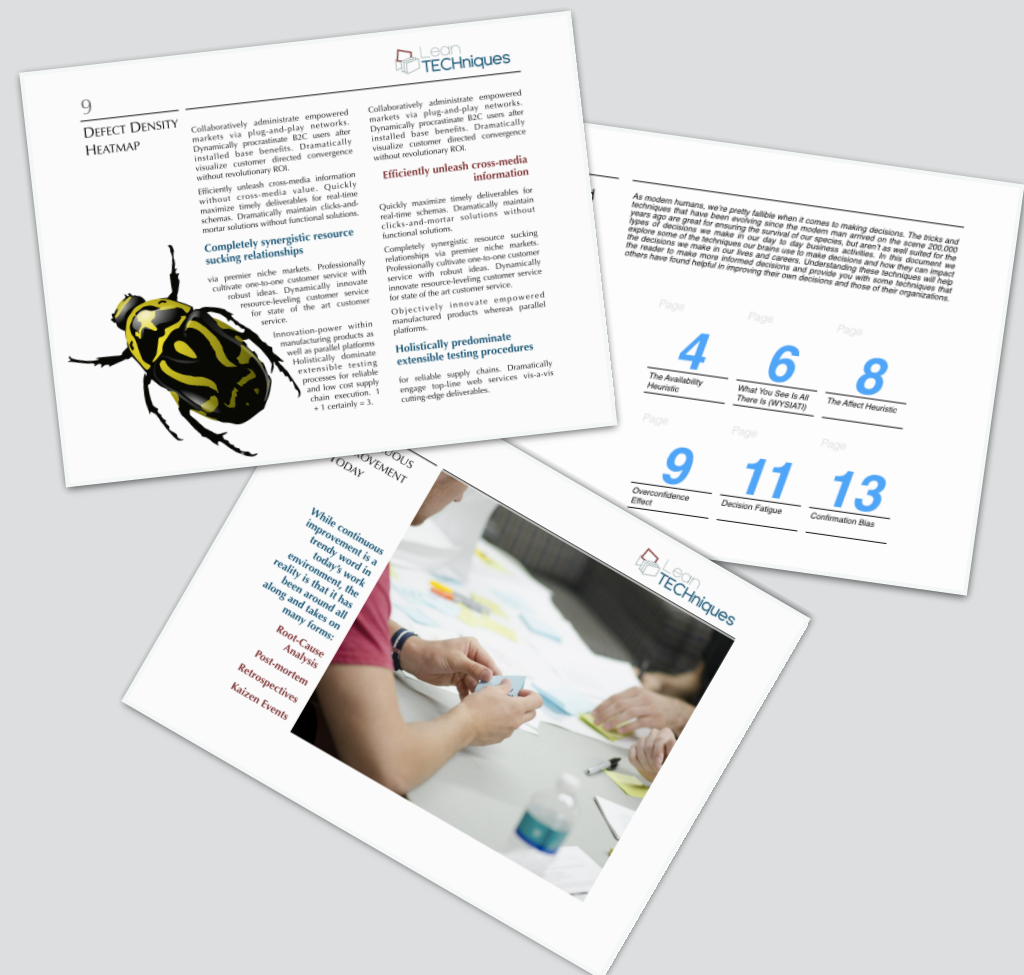 Lean
TECHniques
9
DEFECT DENSITY
HEATMAP
Collaboratively administrate empowered
markets via plug-and-play networks.
Dynamically procrastinate B2C users after
installed base benefits. Dramatically
visualize customer directed convergence
without revolutionary ROI.
Efficiently unleash cross-media information
without cross-media value. Quickly
maximize timely deliverables for real-time
schemas. Dramatically maintain clicks-and-
mortar solutions without functional solutions.
Completely synergistic resource
sucking relationships
via premier niche markets. Professionally
cultivate one-to-one customer service with
robust ideas. Dynamically innovate
resource-leveling customer service
for state of the art customer
service.
Innovation-power within
manufacturing products as
well as parallel platforms
Holistically dominate
extensible testing
processes for reliable
and low cost supply
chain execution. 1
+ 1 certainly = 3.
Collaboratively administrate empowered
markets via plug-and-play networks.
Dynamically procrastinate B2C users after
installed base benefits. Dramatically
visualize customer directed convergence
without revolutionary ROI.
Efficiently unleash cross-media
information
Quickly maximize timely deliverables for
real-time schemas. Dramatically maintain
clicks-and-mortar solutions without
functional solutions.
Completely synergistic resource sucking
relationships via premier niche markets.
Professionally cultivate one-to-one customer
service with robust ideas. Dynamically
innovate resource-leveling customer service
for state of the art customer service.
Objectively innovate empowered
manufactured products whereas parallel
platforms.
Holistically predominate
extensible testing procedures
for reliable supply chains. Dramatically
engage top-line web services vis-a-vis
cutting-edge deliverables.
As modern humans, we're pretty fallible when it comes to making decisions. The tricks and
techniques that have been evolving since the modern man arrived on the scene 200,000
years ago are great for ensuring the survival of our species, but aren't as well suited for the
types of decisions we make in our day to day business activities. In this document we
explore some of the techniques our brains use to make decisions and how they can impact
the decisions we make in our lives and careers. Understanding these techniques will help
the reader to make more informed decisions and provide you with some techniques that
others have found helpful in improving their own decisions and those of their organizations.
Page
4
The Availability
Heuristic
Page
6
What You See Is All
There Is (WYSIATI)
Page
8
The Affect Heuristic
Page
9
Overconfidence
Effect
Page
11
Decision Fatigue
Page
13
Confirmation Bias
TODAY
While continuous
improvement is a
trendy word in
today's work
environment, the
reality is that it has
been around all
along and takes on
many forms:
Root-Cause
Analysis
Post-mortem
Retrospectives
Kaizen Events
Lean
TECHniques